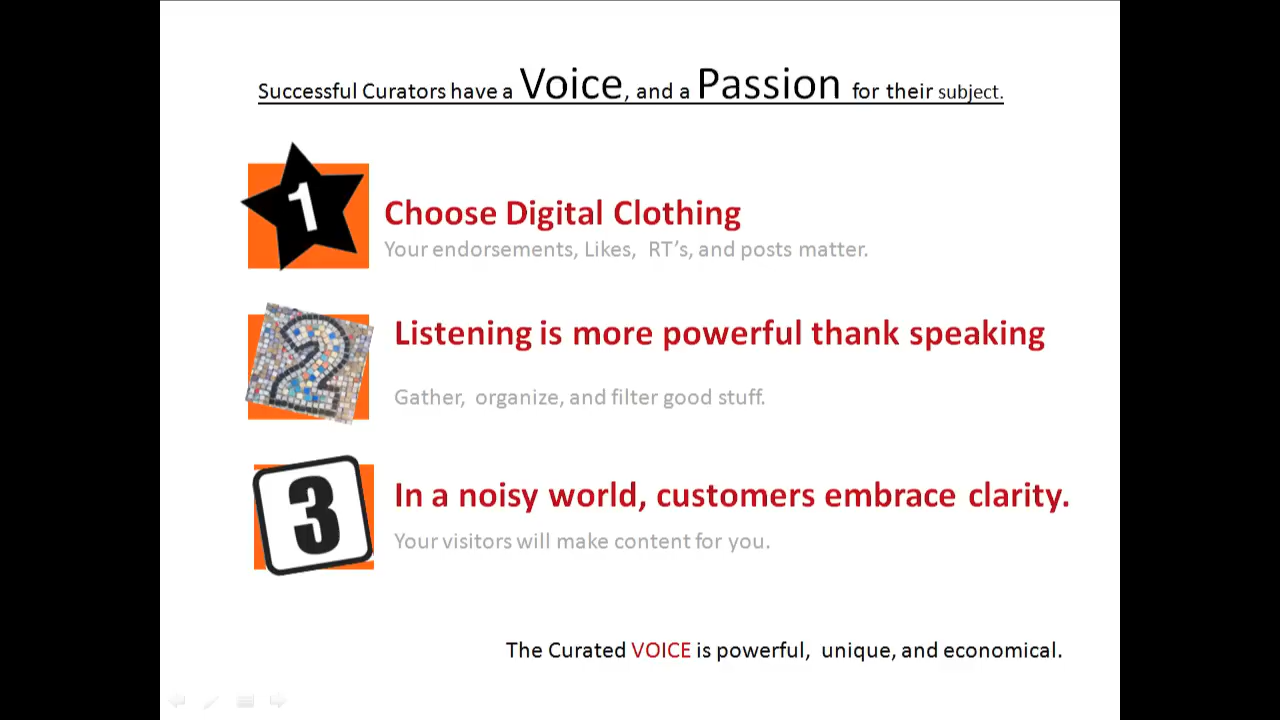 Successful Curators have a Voice, and a Passion for their subject.
1
Choose Digital Clothing
Your endorsements, Likes, RT’s, and posts matter.
2
Listening is more powerful thank speaking
Gather, organize, and filter good stuff.
3
In a noisy world, customers embrace clarity.
Your visitors will make content for you.
The Curated VOICE is powerful, unique, and economical.